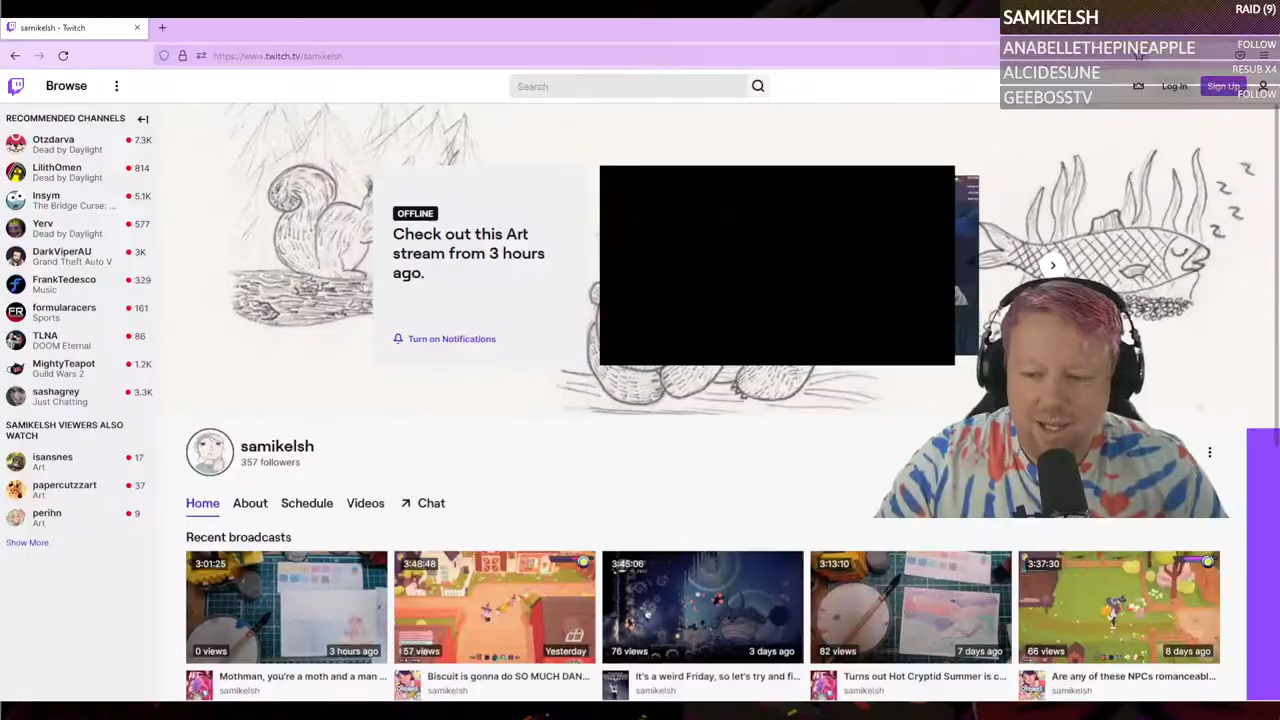 samikelsh - Twitch
https://www.twitch.tv/samikelsh
SAMIKELSH
RAID (9)
ANABELLETHEPINEAPPLE
FOLLOW
ALCIDESUNE
RESUB X4
GEEBOSSTV
FOLLOW
Browse
Search
Log In
Sign Up
RECOMMENDED CHANNELS
Otzdarva
7.3K
Dead by Daylight
LilithOmen
814
Dead by Daylight
Insym
5.1K
The Bridge Curse: ...
Yerv
577
Dead by Daylight
DarkViperAU
3K
Grand Theft Auto V
FrankTedesco
329
Music
formularacers
161
Sports
TLNA
86
DOOM Eternal
MightyTeapot
1.2K
Guild Wars 2
sashagrey
3.3K
Just Chatting
SAMIKELSH VIEWERS ALSO
WATCH
isansnes
17
Art
papercutzzart
37
Art
perihn
9
Art
Show More
OFFLINE
Check out this Art
stream from 3 hours
ago.
Turn on Notifications
z
z
z
z
samikelsh
357 followers
Home
About
Schedule
Videos
Chat
Recent broadcasts
3:01:25
0 views
3 hours ago
Mothman, you're a moth and a man ...
samikelsh
3:48:48
57 views
Yesterday
Biscuit is gonna do SO MUCH DAN...
samikelsh
3:45:06
76 views
3 days ago
It's a weird Friday, so let's try and fi...
samikelsh
3:13:10
82 views
7 days ago
Turns out Hot Cryptid Summer is c...
samikelsh
3:37:30
66 views
8 days ago
Are any of these NPCs romanceabl...
samikelsh